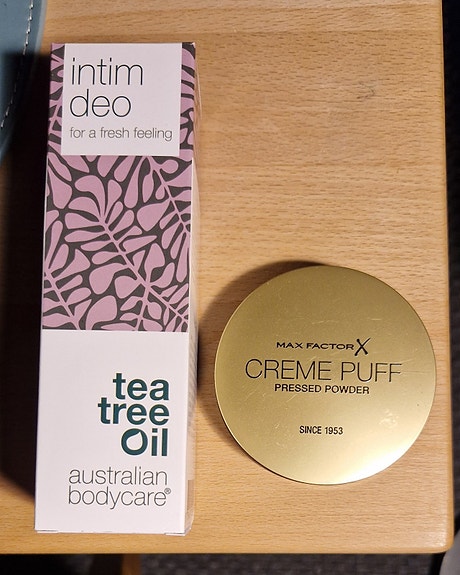 intim
deo
for a fresh feeling
tea
tree
Oil
australian
bodycare®
MAX FACTOR X
CREME PUFF
PRESSED POWDER
SINCE 1953